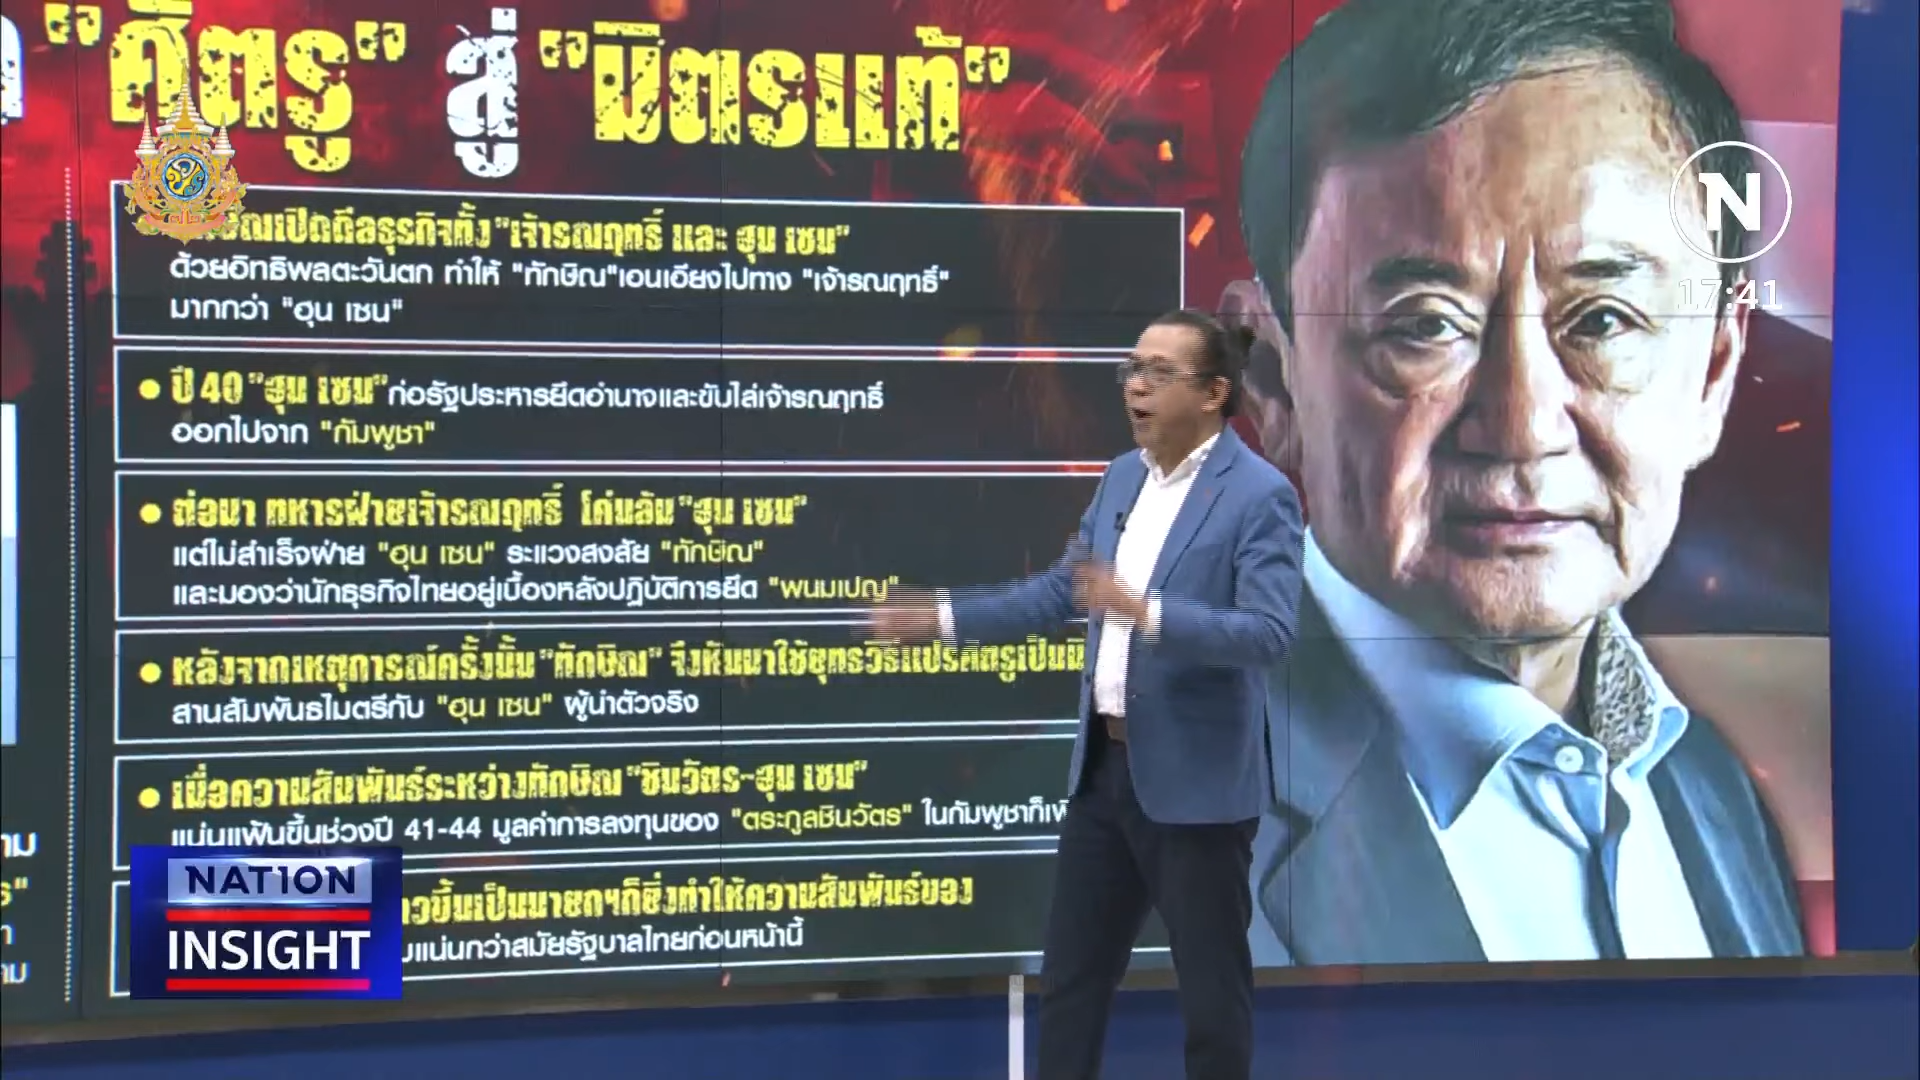 "ศัตรู" สู่ "มิตรแท้"
N
17:41
เปิดดีลธุรกิจทั้ง "เจ้ารณฤทธิ์ และ ฮุน เซน"
ด้วยอิทธิพลตะวันตก ทำให้ "ทักษิณ"เอนเอียงไปทาง "เจ้ารณฤทธิ์"
มากกว่า "ฮุน เซน"
• ปี 40 "ฮุน เซน" ก่อรัฐประหารยึดอำนาจและขับไล่เจ้ารณฤทธิ์
ออกไปจาก "กัมพูชา"
• ต่อมา ทหารฝ่ายเจ้ารณฤทธิ์ โค่นล้ม "ฮุน เซน"
แต่ไม่สำเร็จฝ่าย "ฮุน เซน" ระแวงสงสัย "ทักษิณ"
และมองว่านักธุรกิจไทยอยู่เบื้องหลังปฏิบัติการยึด "พนมเปญ"
• หลังจากเหตุการณ์ครั้งนั้น "ทักษิณ" จึงหันมาใช้ยุทธวิธีแปรศัตรูเป็น
สานสัมพันธไมตรีกับ "ฮุน เซน" ผู้นำตัวจริง
• เมื่อความสัมพันธ์ระหว่างทักษิณ "ชินวัตร-ฮุน เซน"
แน่นแฟ้นขึ้นช่วงปี 41-44 มูลค่าการลงทุนของ "ตระกูลชินวัตร" ในกัมพูชาก็
ขึ้นเป็นนายกฯก็ยิ่งทำให้ความสัมพันธ์ของ
แน่นกว่าสมัยรัฐบาลไทยก่อนหน้านี้
NATION
INSIGHT